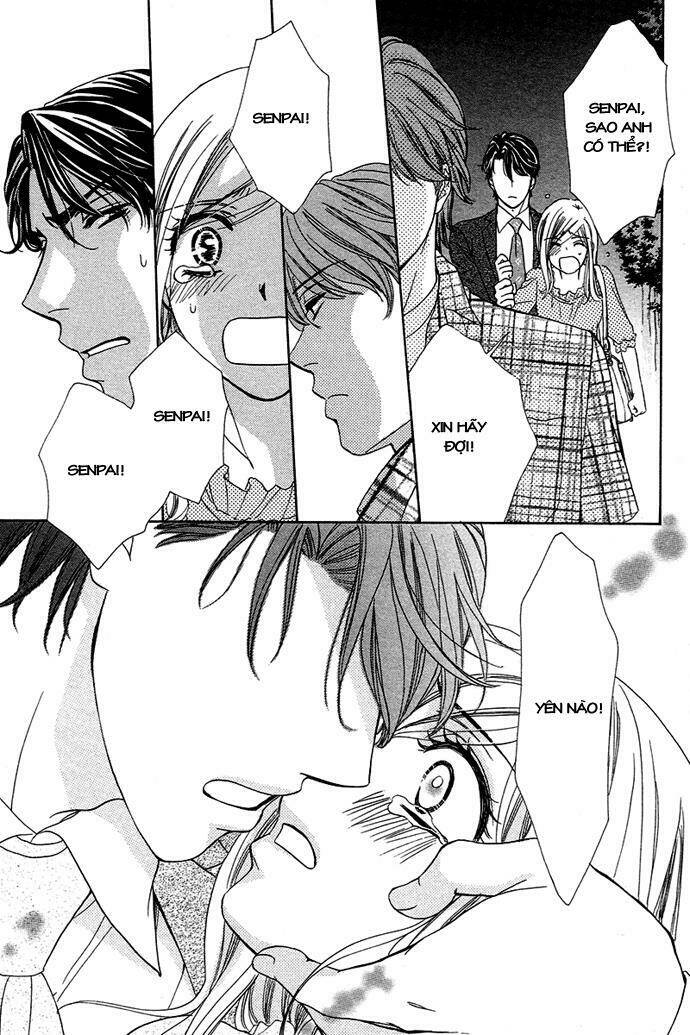 SENPAI,
SAO ANH
CÓ THỂ?!
XIN HÃY
ĐỢI!
SENPAI!
SENPAI!
SENPAI!
YÊN NÀO!